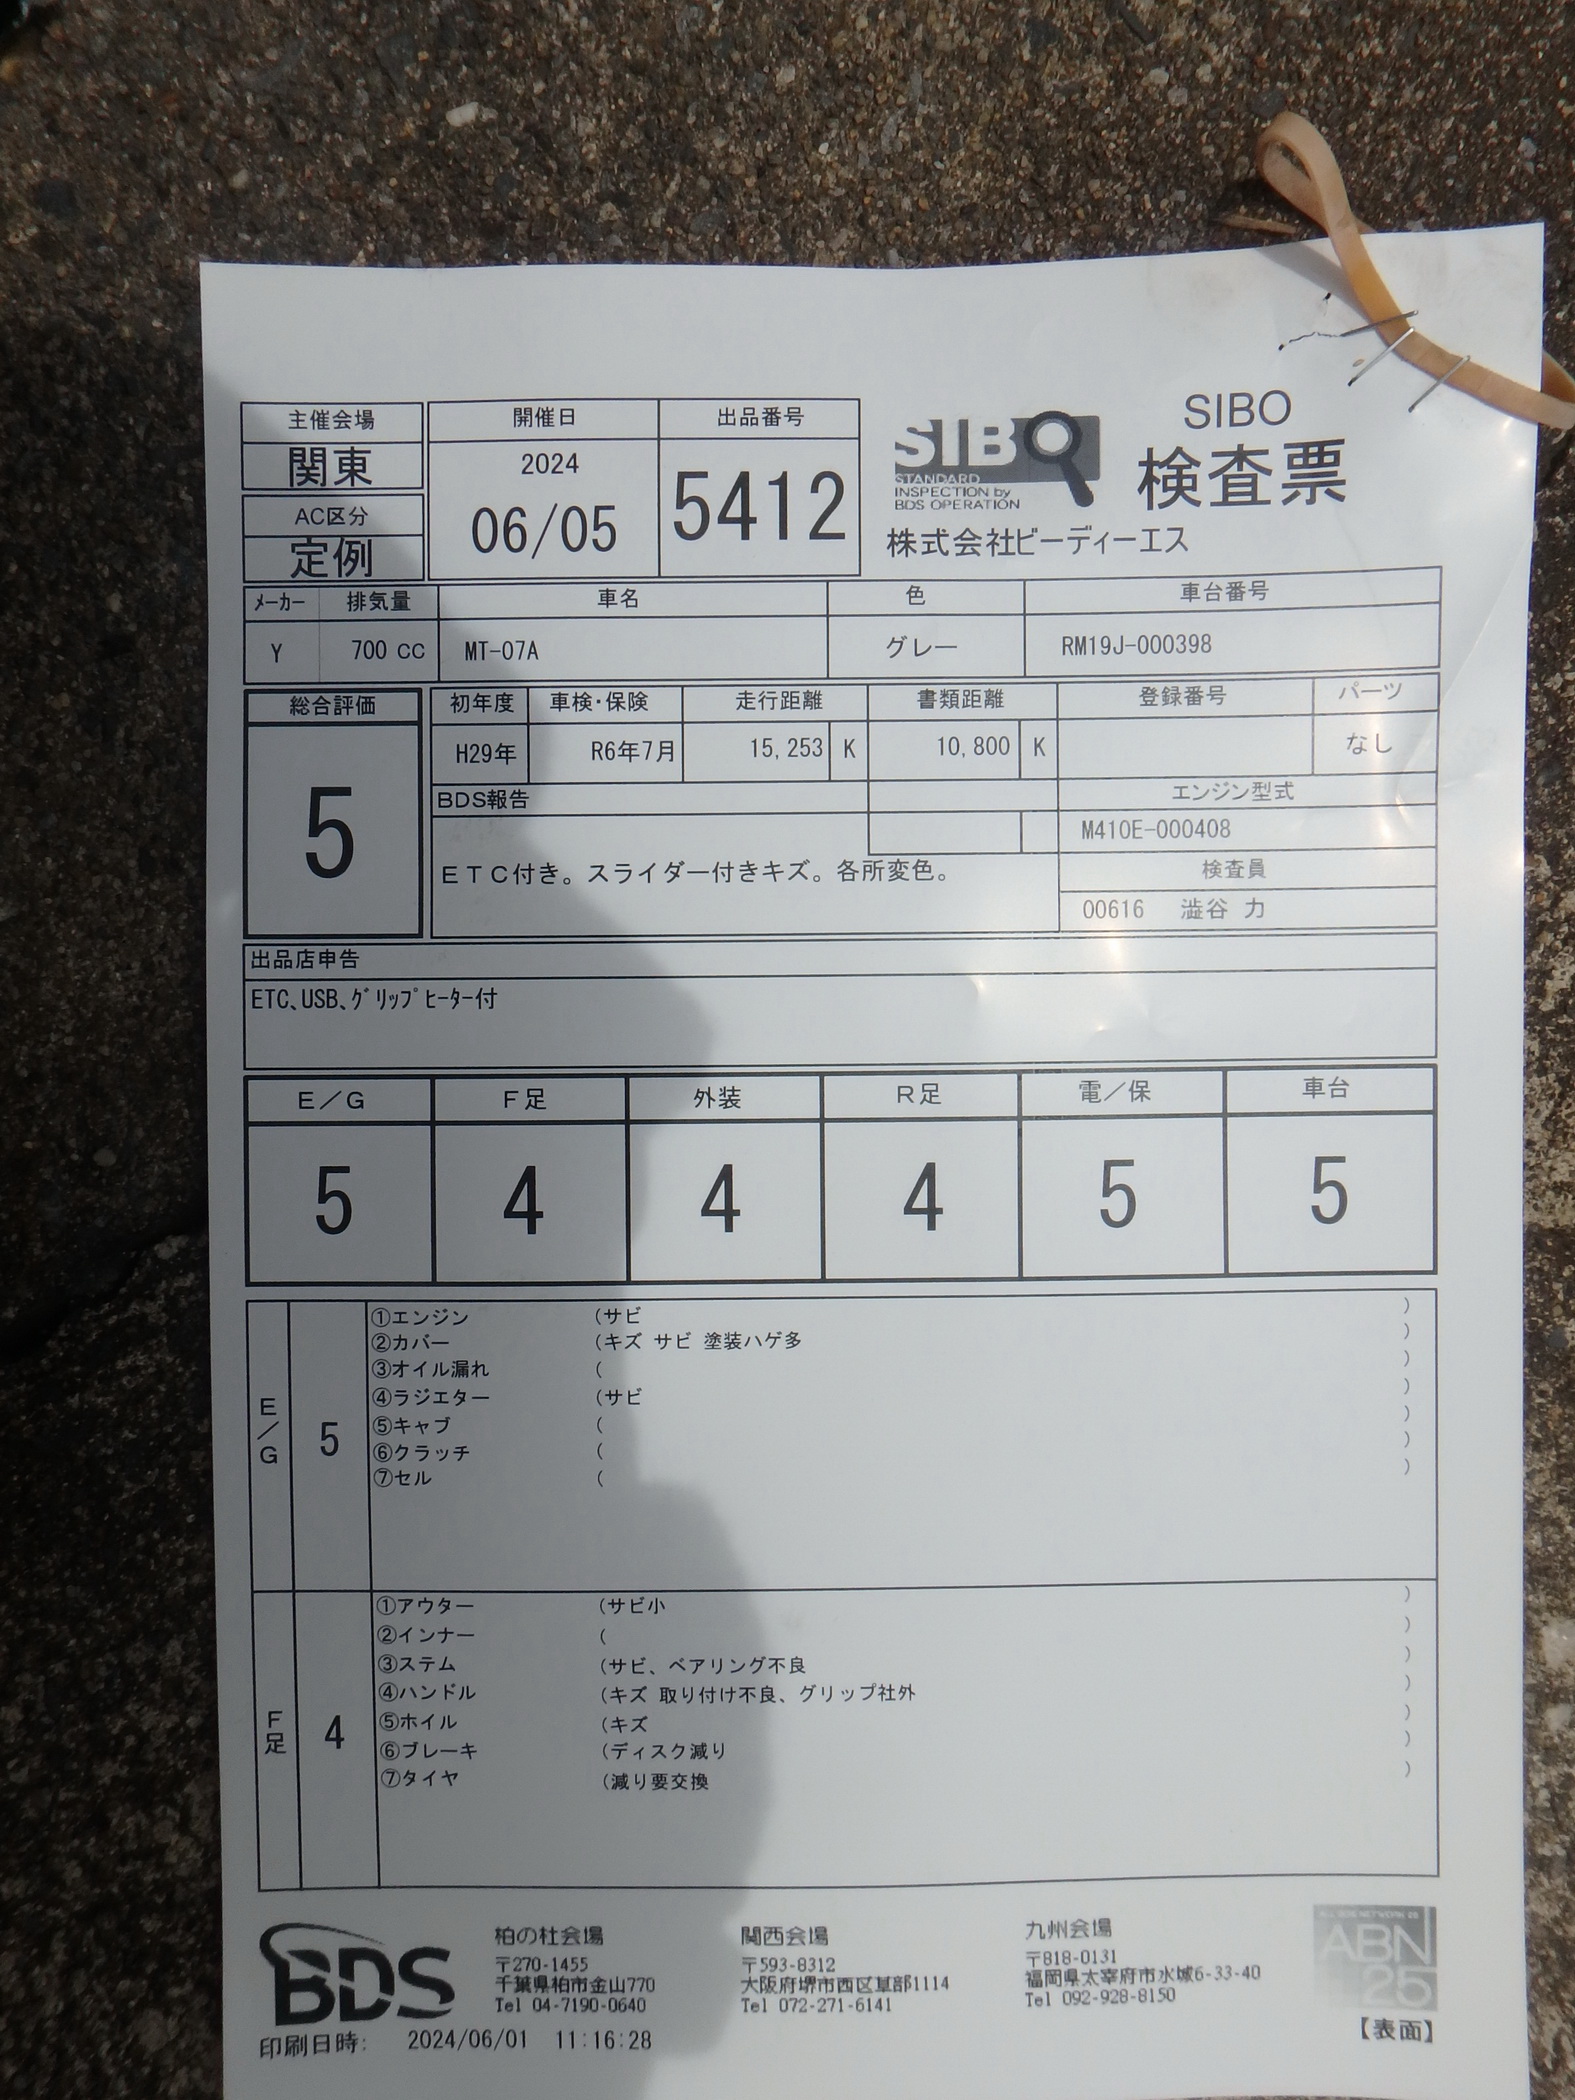 主催会場
関東
AC区分
定例
開催日
2024
06/05
出品番号
5412
SIBO
STANDARD
INSPECTION by
BDS OPERATION
SIBO
検査票
株式会社ビーディーエス
メーカー 排気量 車名 色 車台番号
Y 700 CC MT-07A グレー RM19J-000398
総合評価
5
初年度 車検・保険 走行距離 書類距離 登録番号 パーツ
H29年 R6年7月 15,253 K 10,800 K なし
BDS報告
ETC付き。スライダー付きキズ。各所変色。
エンジン型式
M410E-000408
検査員
00616 澁谷 力
出品店申告
ETC、USB、グリップヒーター付
E/G F足 外装 R足 電/保 車台
5 4 4 4 5 5
E/G 5
①エンジン (サビ )
②カバー (キズ サビ 塗装ハゲ多 )
③オイル漏れ ( )
④ラジエター (サビ )
⑤キャブ ( )
⑥クラッチ ( )
⑦セル ( )
F足 4
①アウター (サビ小 )
②インナー ( )
③ステム (サビ、ベアリング不良 )
④ハンドル (キズ 取り付け不良、グリップ社外 )
⑤ホイル (キズ )
⑥ブレーキ (ディスク減り )
⑦タイヤ (減り要交換 )
BDS
柏の杜会場
〒270-1455
千葉県柏市金山770
Tel 04-7190-0640
関西会場
〒593-8312
大阪府堺市西区草部1114
Tel 072-271-6141
九州会場
〒818-0131
福岡県太宰府市水城6-33-40
Tel 092-928-8150
ABN
25
【表面】
印刷日時: 2024/06/01 11:16:28